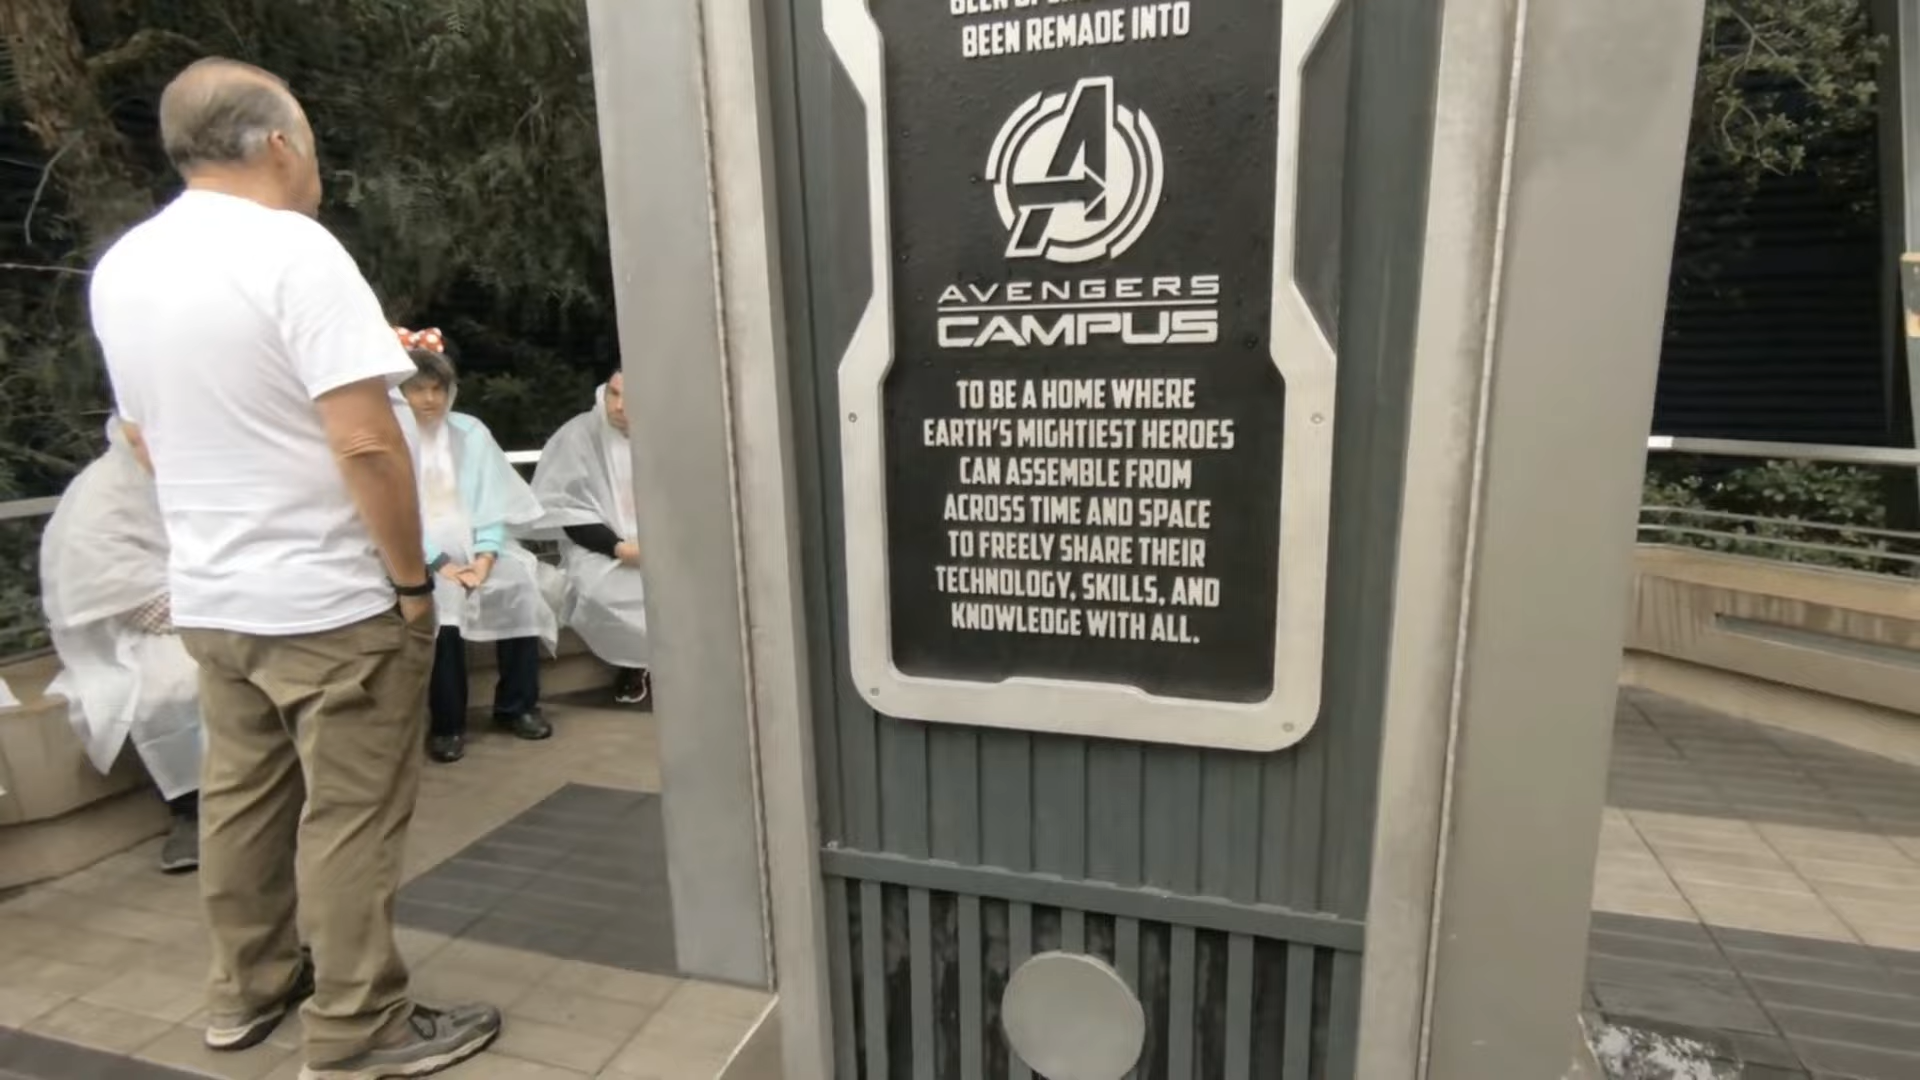 BEEN
BEEN REMADE INTO
A
AVENGERS
CAMPUS
TO BE A HOME WHERE
EARTH'S MIGHTIEST HEROES
CAN ASSEMBLE FROM
ACROSS TIME AND SPACE
TO FREELY SHARE THEIR
TECHNOLOGY, SKILLS, AND
KNOWLEDGE WITH ALL.